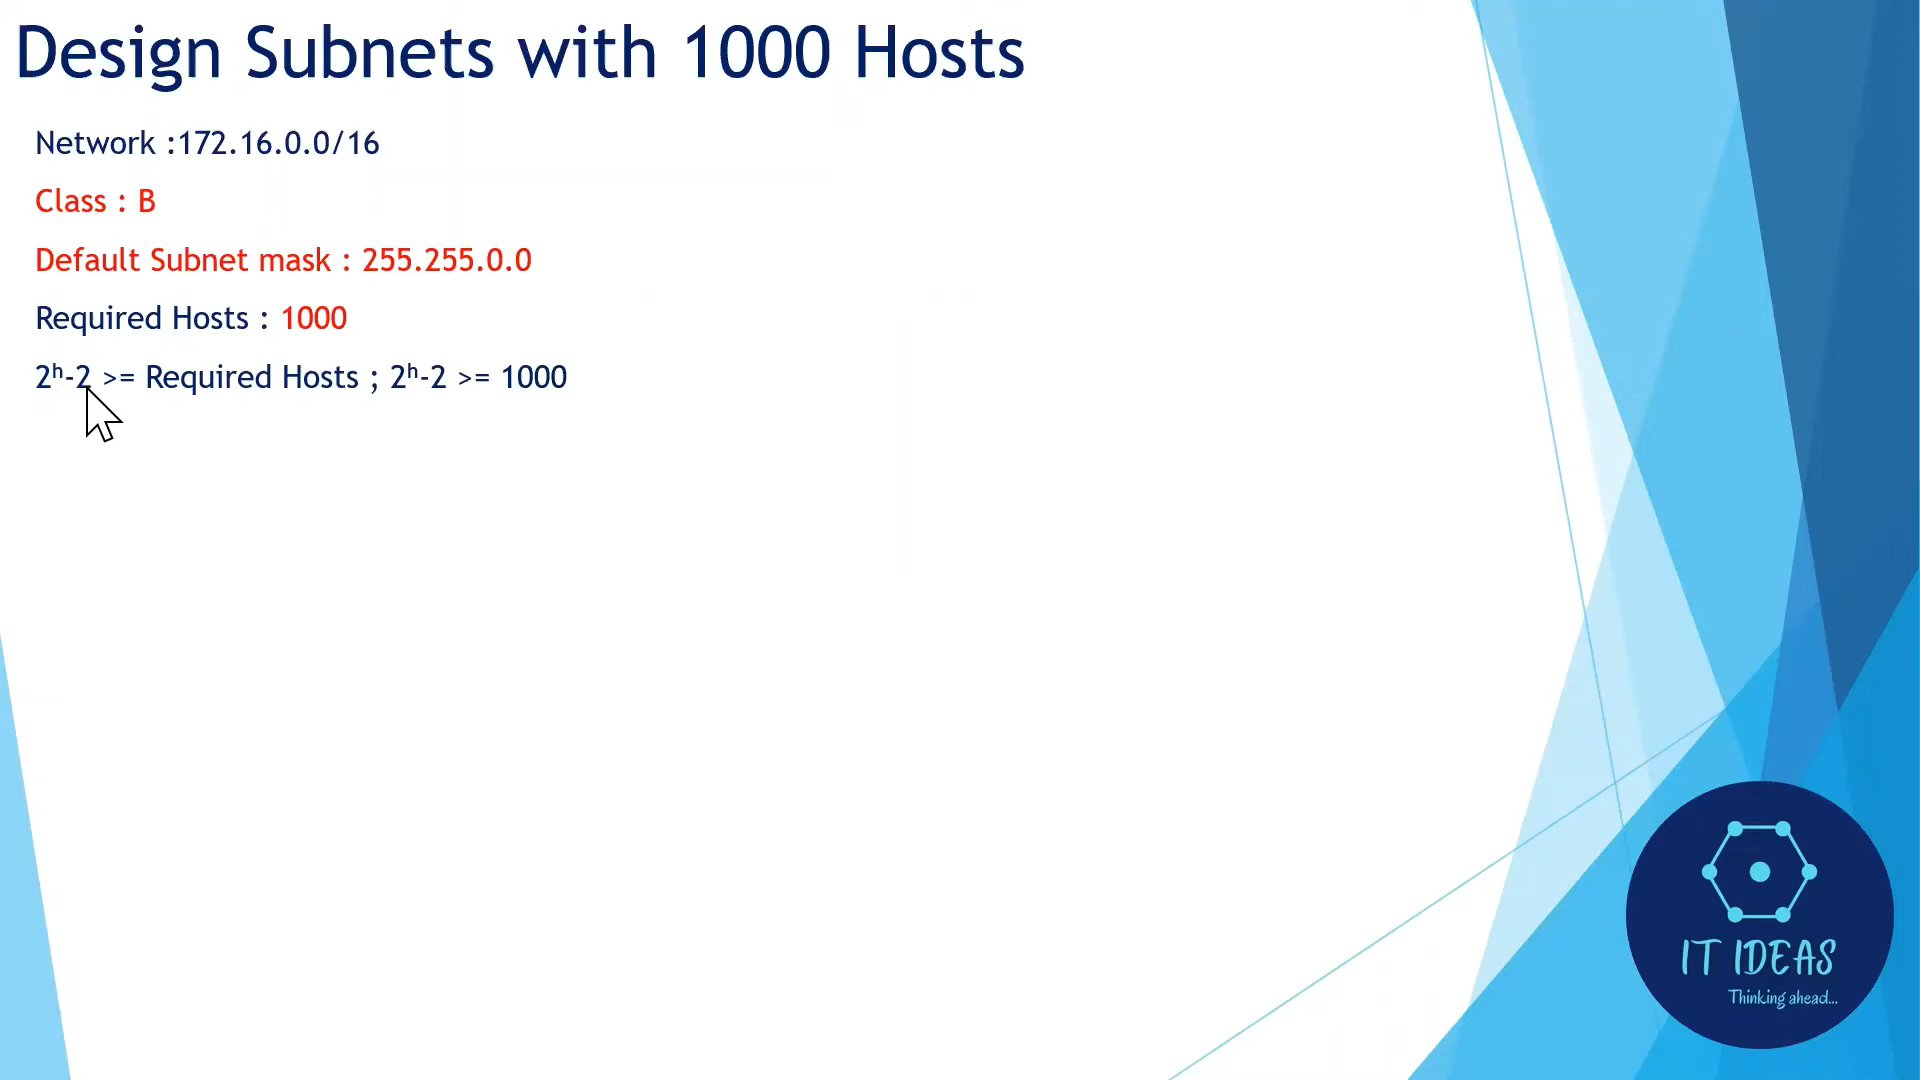 Design Subnets with 1000 Hosts
Network :172.16.0.0/16
Class : B
Default Subnet mask : 255.255.0.0
Required Hosts : 1000
2ʰ-2 >= Required Hosts ; 2ʰ-2 >= 1000
IT IDEAS
Thinking ahead...